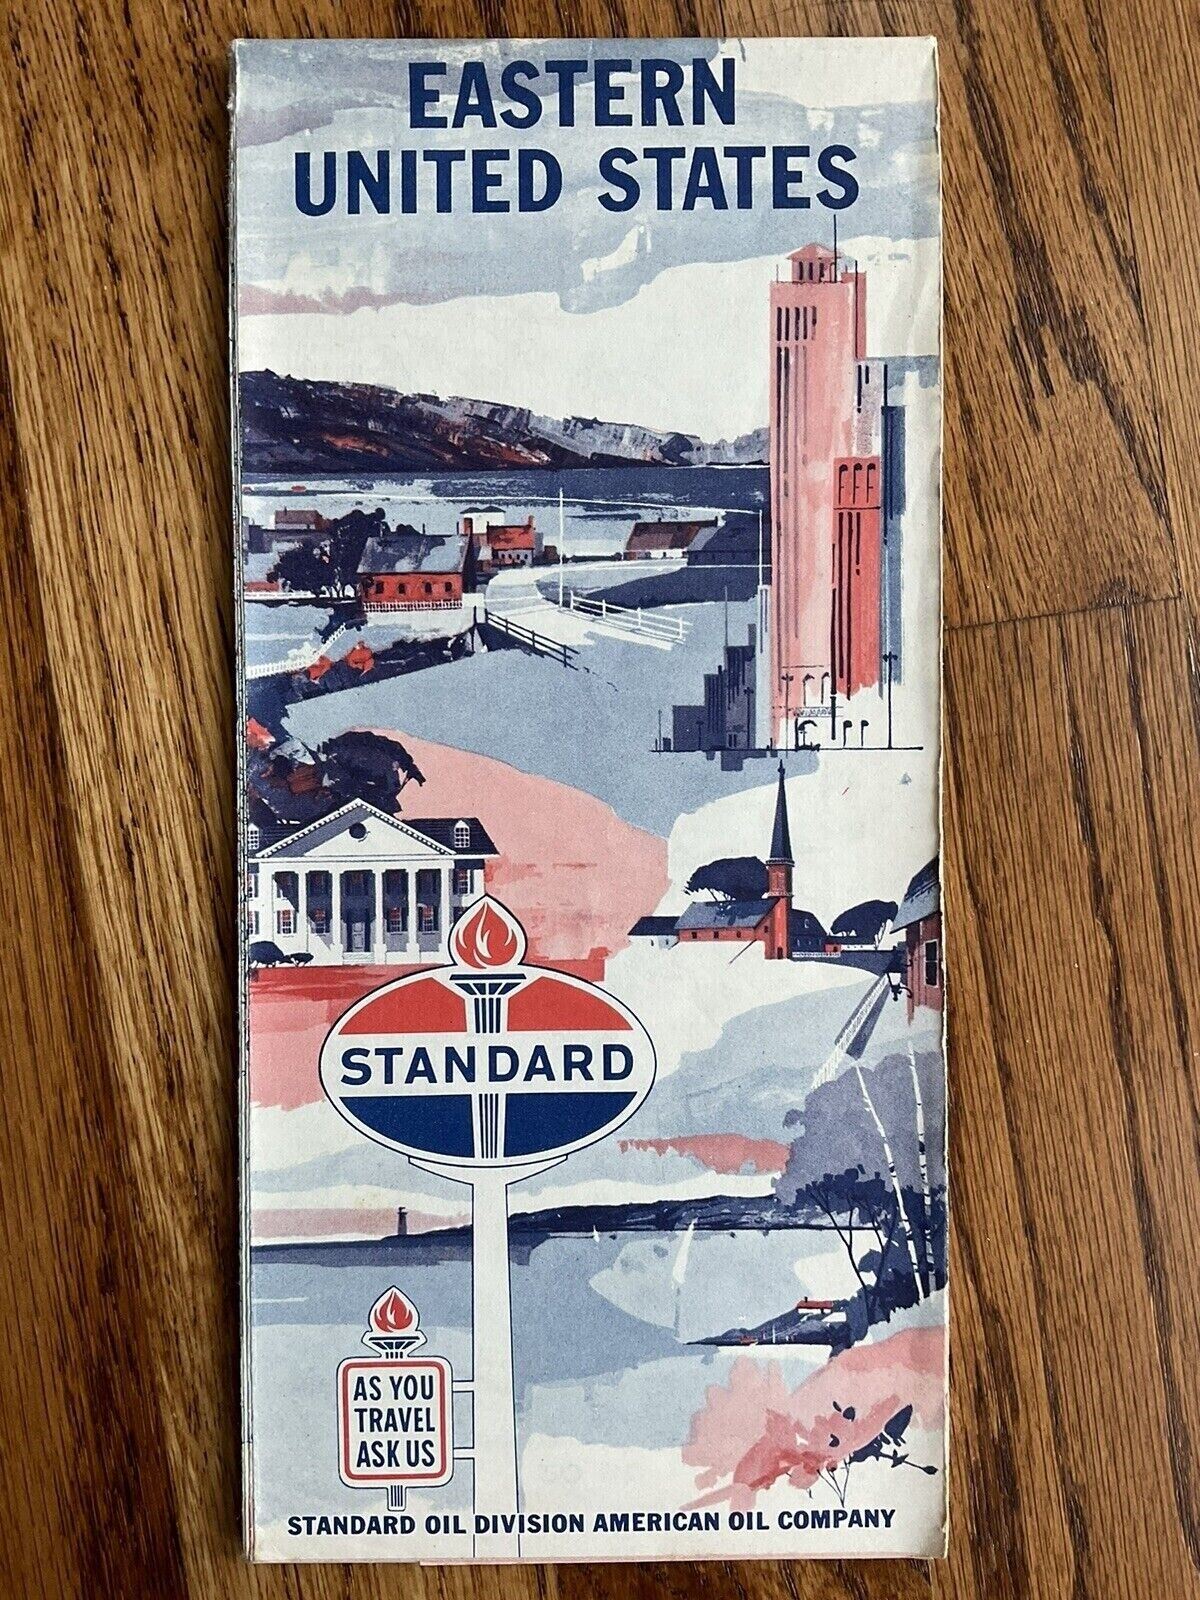 EASTERN
UNITED STATES
STANDARD
AS YOU
TRAVEL
ASK US
STANDARD OIL DIVISION AMERICAN OIL COMPANY